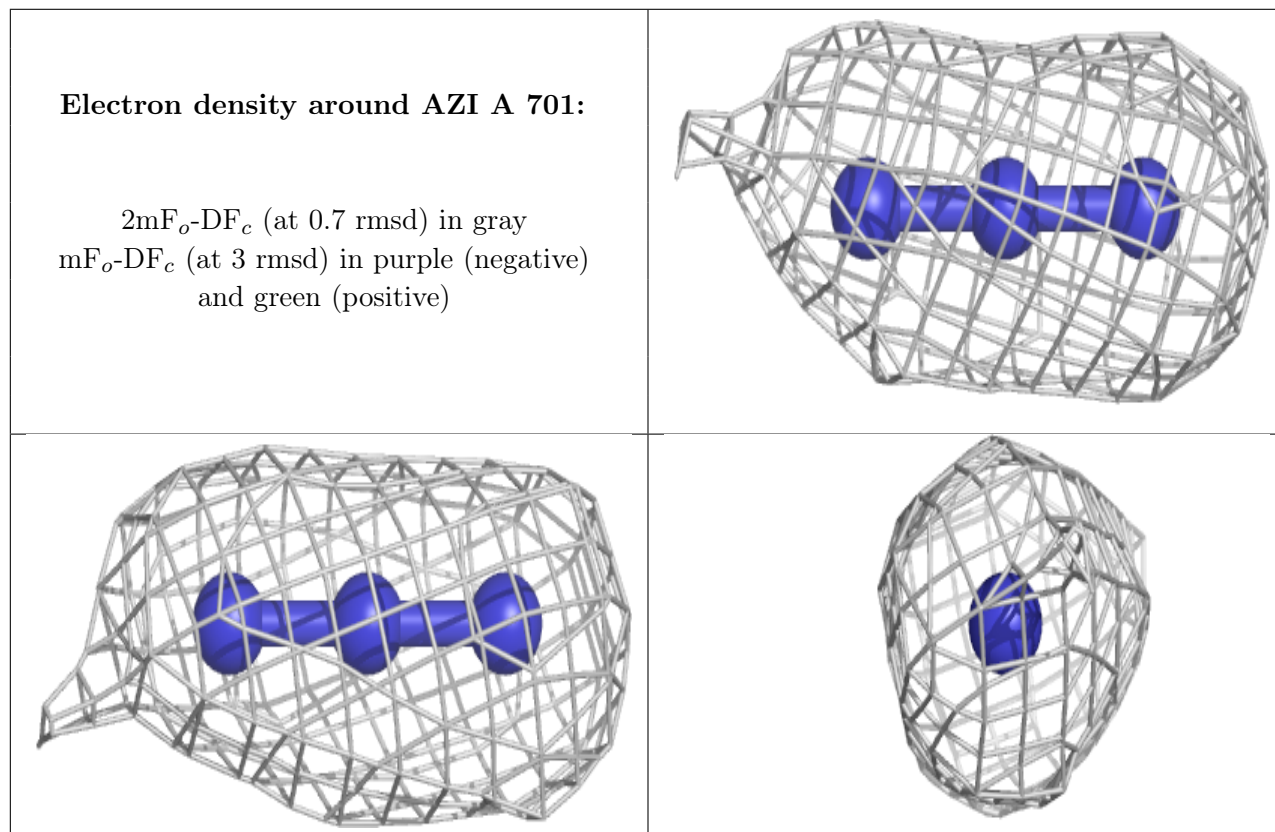 Electron density around AZI A 701:
2mFo-DFc (at 0.7 rmsd) in gray
mFo-DFc (at 3 rmsd) in purple (negative)
and green (positive)